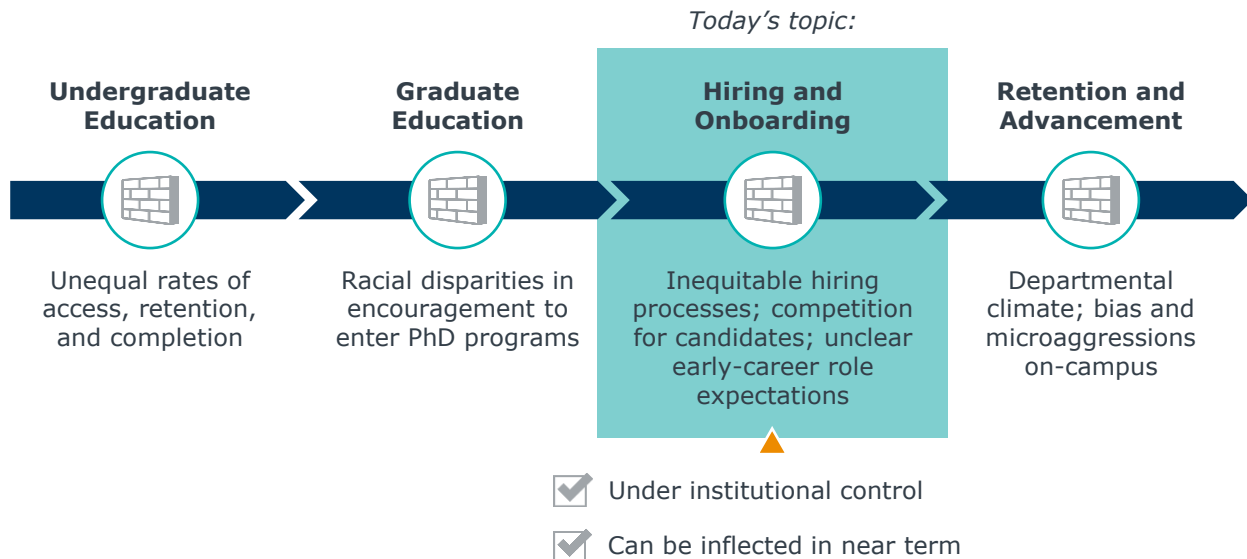 Today’s topic:
Undergraduate
Education
Graduate
Education
Hiring and
Onboarding
Retention and
Advancement
Unequal rates of
access, retention,
and completion
Racial disparities in
encouragement to
enter PhD programs
Inequitable hiring
processes; competition
for candidates; unclear
early-career role
expectations
Departmental
climate; bias and
microaggressions
on-campus
Under institutional control
Can be inflected in near term